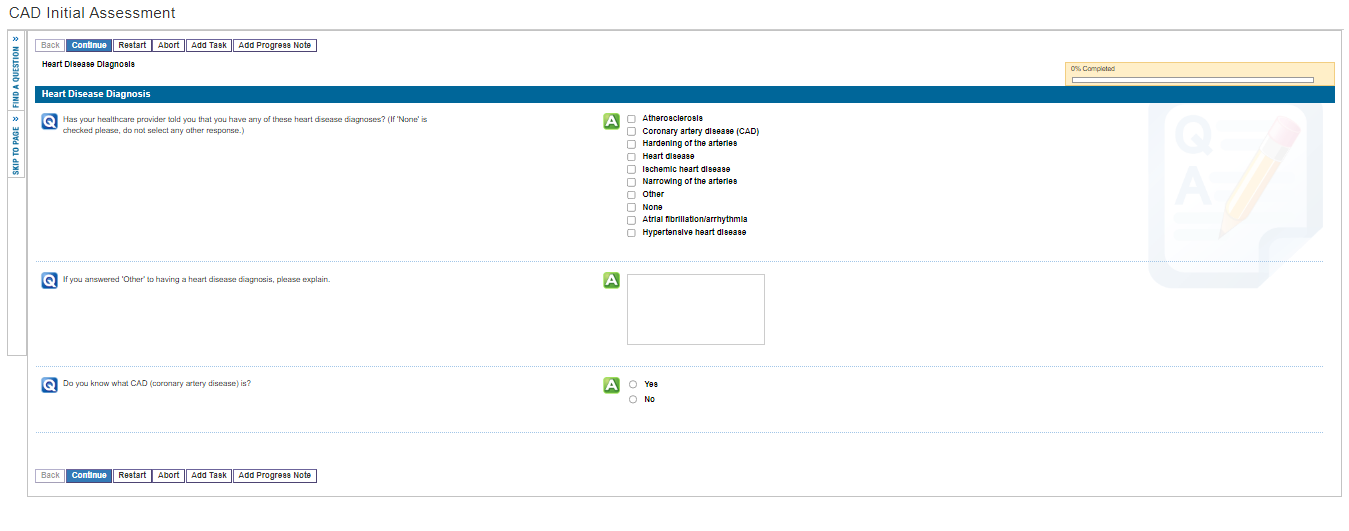 CAD Initial Assessment
» FIND A QUESTION
» SKIP TO PAGE
Back Continue Restart Abort Add Task Add Progress Note
Heart Disease Diagnosis
0% Completed
Heart Disease Diagnosis
Q Has your healthcare provider told you that you have any of these heart disease diagnoses? (If 'None' is
checked please, do not select any other response.)
A Atherosclerosis
Coronary artery disease (CAD)
Hardening of the arteries
Heart disease
Ischemic heart disease
Narrowing of the arteries
Other
None
Atrial fibrillation/arrhythmia
Hypertensive heart disease
Q
A
Q If you answered 'Other' to having a heart disease diagnosis, please explain.
A
Q Do you know what CAD (coronary artery disease) is?
A Yes
No
Back Continue Restart Abort Add Task Add Progress Note